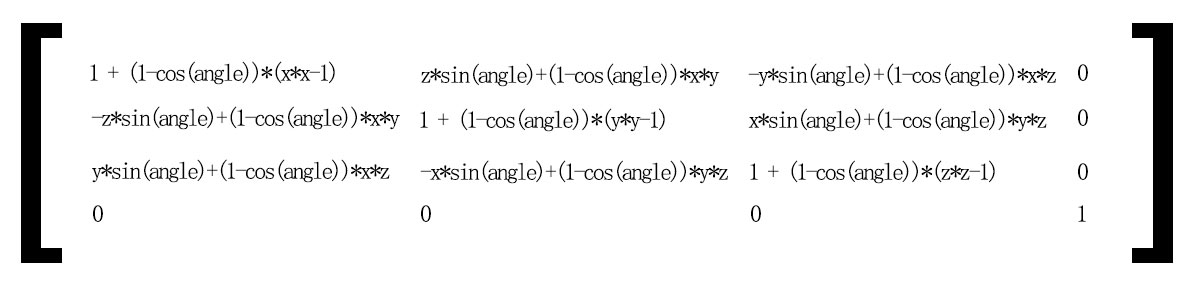 1 + (1-cos(angle))*(x*x-1) z*sin(angle)+(1-cos(angle))*x*y -y*sin(angle)+(1-cos(angle))*x*z 0
-z*sin(angle)+(1-cos(angle))*x*y 1 + (1-cos(angle))*(y*y-1) x*sin(angle)+(1-cos(angle))*y*z 0
y*sin(angle)+(1-cos(angle))*x*z -x*sin(angle)+(1-cos(angle))*y*z 1 + (1-cos(angle))*(z*z-1) 0
0 0 0 1